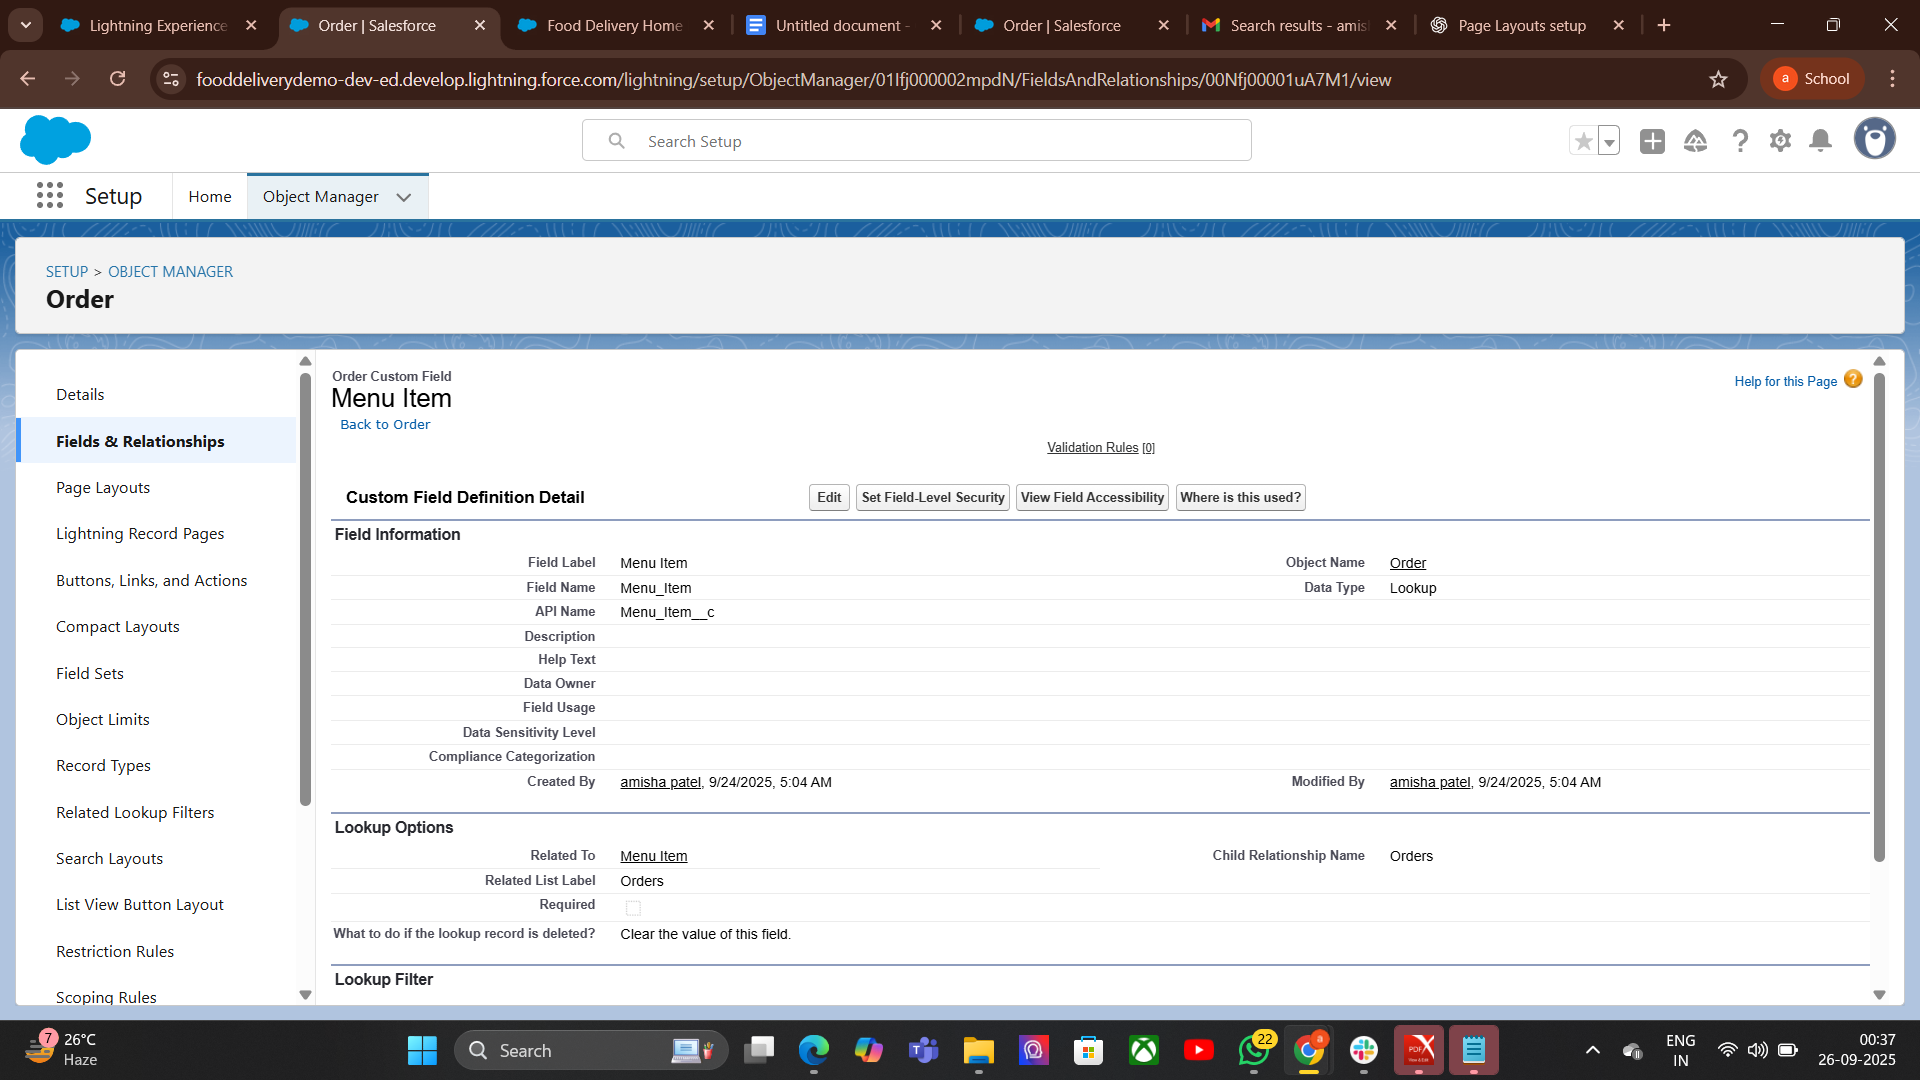 Lightning Experience
Order | Salesforce
Food Delivery Home
Untitled document -
Order | Salesforce
Search results - amis
Page Layouts setup
fooddeliverydemo-dev-ed.develop.lightning.force.com/lightning/setup/ObjectManager/01Ifj000002mpdN/FieldsAndRelationships/00Nfj00001uA7M1/view
a School
Search Setup
Setup
Home
Object Manager
SETUP > OBJECT MANAGER
Order
Details
Fields & Relationships
Page Layouts
Lightning Record Pages
Buttons, Links, and Actions
Compact Layouts
Field Sets
Object Limits
Record Types
Related Lookup Filters
Search Layouts
List View Button Layout
Restriction Rules
Scoping Rules
Order Custom Field
Menu Item
Help for this Page ?
Back to Order
Validation Rules [0]
Custom Field Definition Detail
Edit
Set Field-Level Security
View Field Accessibility
Where is this used?
Field Information
Field Label Menu Item Object Name Order
Field Name Menu_Item Data Type Lookup
API Name Menu_Item__c
Description
Help Text
Data Owner
Field Usage
Data Sensitivity Level
Compliance Categorization
Created By amisha patel, 9/24/2025, 5:04 AM Modified By amisha patel, 9/24/2025, 5:04 AM
Lookup Options
Related To Menu Item Child Relationship Name Orders
Related List Label Orders
Required
What to do if the lookup record is deleted? Clear the value of this field.
Lookup Filter
7
26°C
Haze
Search
22
a
PDF
ENG
IN
00:37
26-09-2025